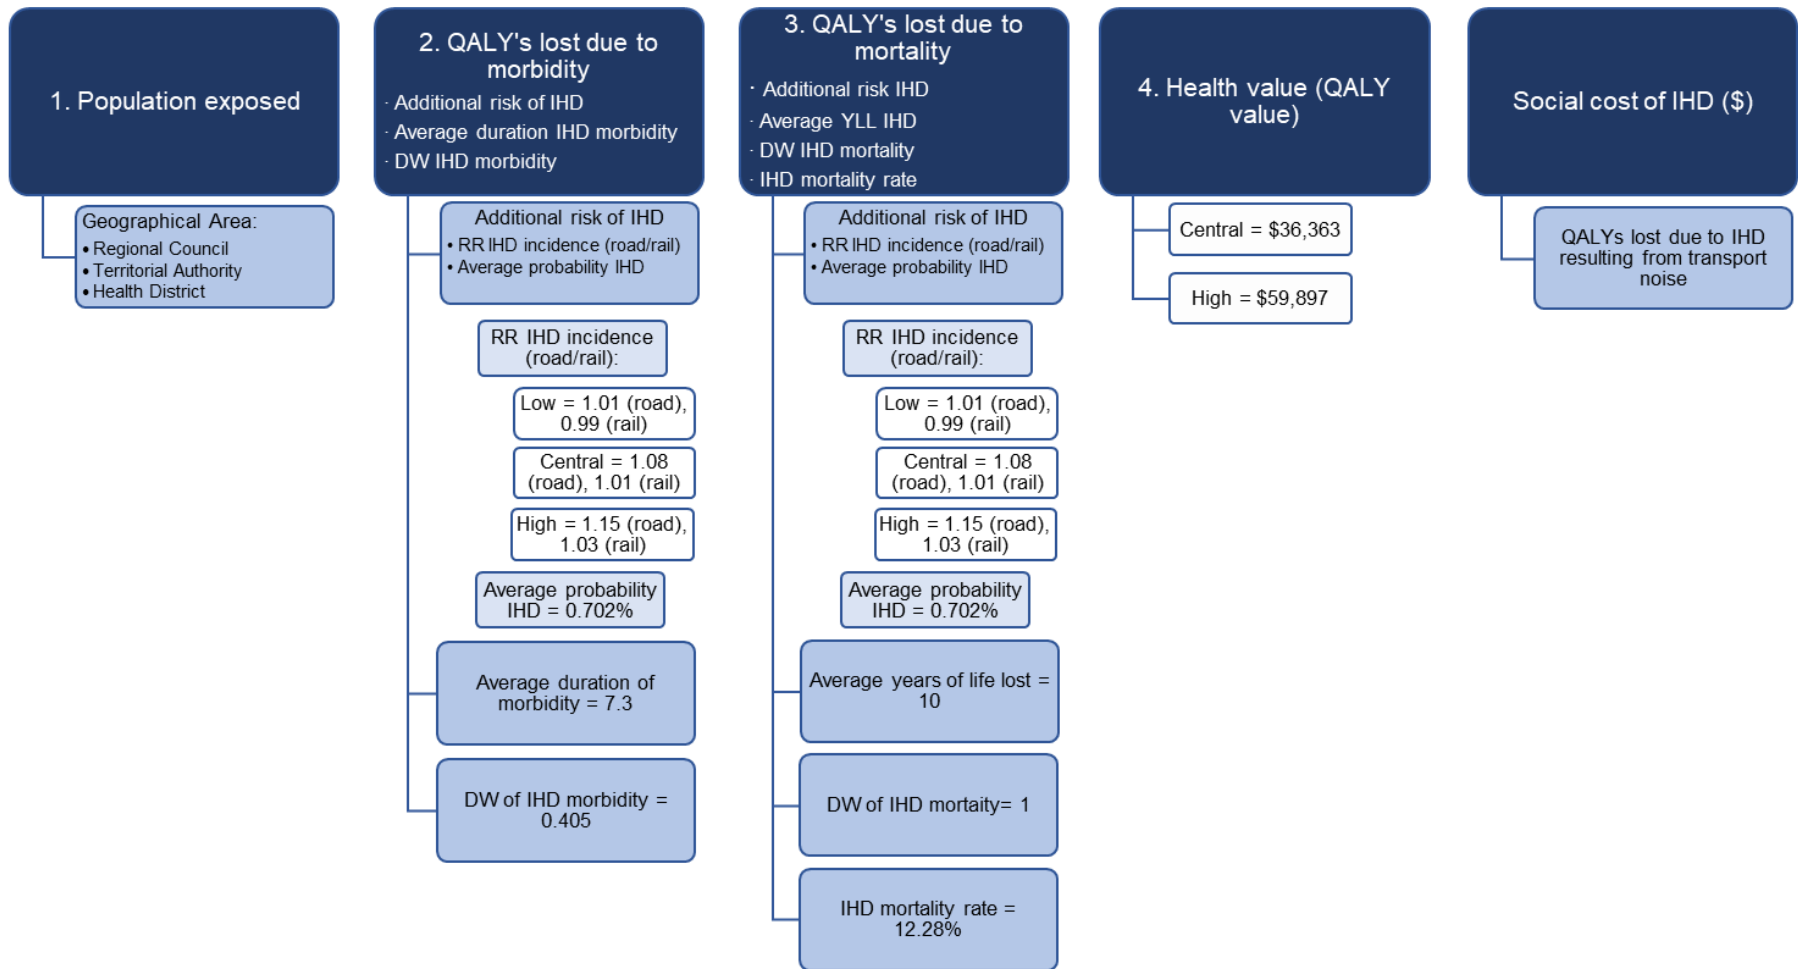 1. Population exposed
Geographical Area:
• Regional Council
• Territorial Authority
• Health District
2. QALY's lost due to
morbidity
· Additional risk of IHD
· Average duration IHD morbidity
· DW IHD morbidity
Additional risk of IHD
• RR IHD incidence (road/rail)
• Average probability IHD
RR IHD incidence
(road/rail):
Low = 1.01 (road),
0.99 (rail)
Central = 1.08
(road), 1.01 (rail)
High = 1.15 (road),
1.03 (rail)
Average probability
IHD = 0.702%
Average duration of
morbidity = 7.3
DW of IHD morbidity =
0.405
3. QALY's lost due to
mortality
· Additional risk IHD
· Average YLL IHD
· DW IHD mortality
· IHD mortality rate
Additional risk of IHD
• RR IHD incidence (road/rail)
• Average probability IHD
RR IHD incidence
(road/rail):
Low = 1.01 (road),
0.99 (rail)
Central = 1.08
(road), 1.01 (rail)
High = 1.15 (road),
1.03 (rail)
Average probability
IHD = 0.702%
Average years of life lost =
10
DW of IHD mortaity= 1
IHD mortality rate =
12.28%
4. Health value (QALY
value)
Central = $36,363
High = $59,897
Social cost of IHD ($)
QALYs lost due to IHD
resulting from transport
noise